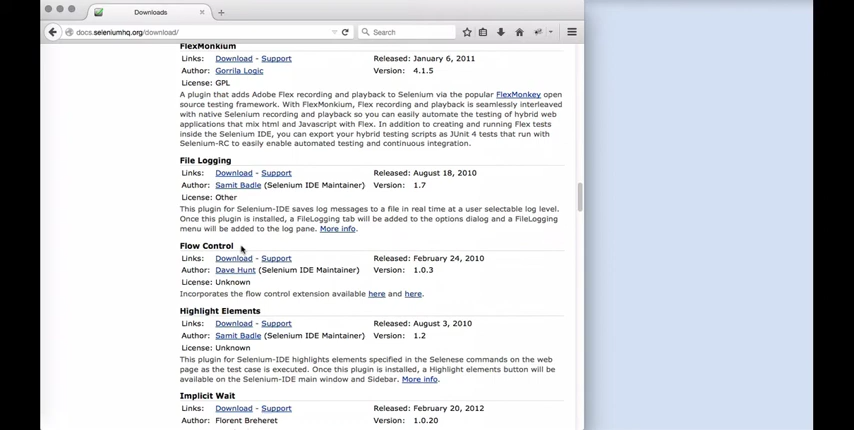 Downloads
docs.seleniumhq.org/download/
Search
FlexMonkium
Links: Download - Support Released: January 6, 2011
Author: Gorrila Logic Version: 4.1.5
License: GPL
A plugin that adds Adobe Flex recording and playback to Selenium via the popular FlexMonkey open
source testing framework. With FlexMonkium, Flex recording and playback is seamlessly interleaved
with native Selenium recording and playback so you can easily automate the testing of hybrid web
applications that mix html and Javascript with Flex. In addition to creating and running Flex tests
inside the Selenium IDE, you can export your hybrid testing scripts as JUnit 4 tests that run with
Selenium-RC to easily enable automated testing and continuous integration.
File Logging
Links: Download - Support Released: August 18, 2010
Author: Samit Badle (Selenium IDE Maintainer) Version: 1.7
License: Other
This plugin for Selenium-IDE saves log messages to a file in real time at a user selectable log level.
Once this plugin is installed, a FileLogging tab will be added to the options dialog and a FileLogging
menu will be added to the log pane. More info.
Flow Control
Links: Download - Support Released: February 24, 2010
Author: Dave Hunt (Selenium IDE Maintainer) Version: 1.0.3
License: Unknown
Incorporates the flow control extension available here and here.
Highlight Elements
Links: Download - Support Released: August 3, 2010
Author: Samit Badle (Selenium IDE Maintainer) Version: 1.2
License: Unknown
This plugin for Selenium-IDE highlights elements specified in the Selenese commands on the web
page as the test case is executed. Once this plugin is installed, a Highlight elements button will be
available on the Selenium-IDE main window and Sidebar. More info.
Implicit Wait
Links: Download - Support Released: February 20, 2012
Author: Florent Breheret Version: 1.0.20